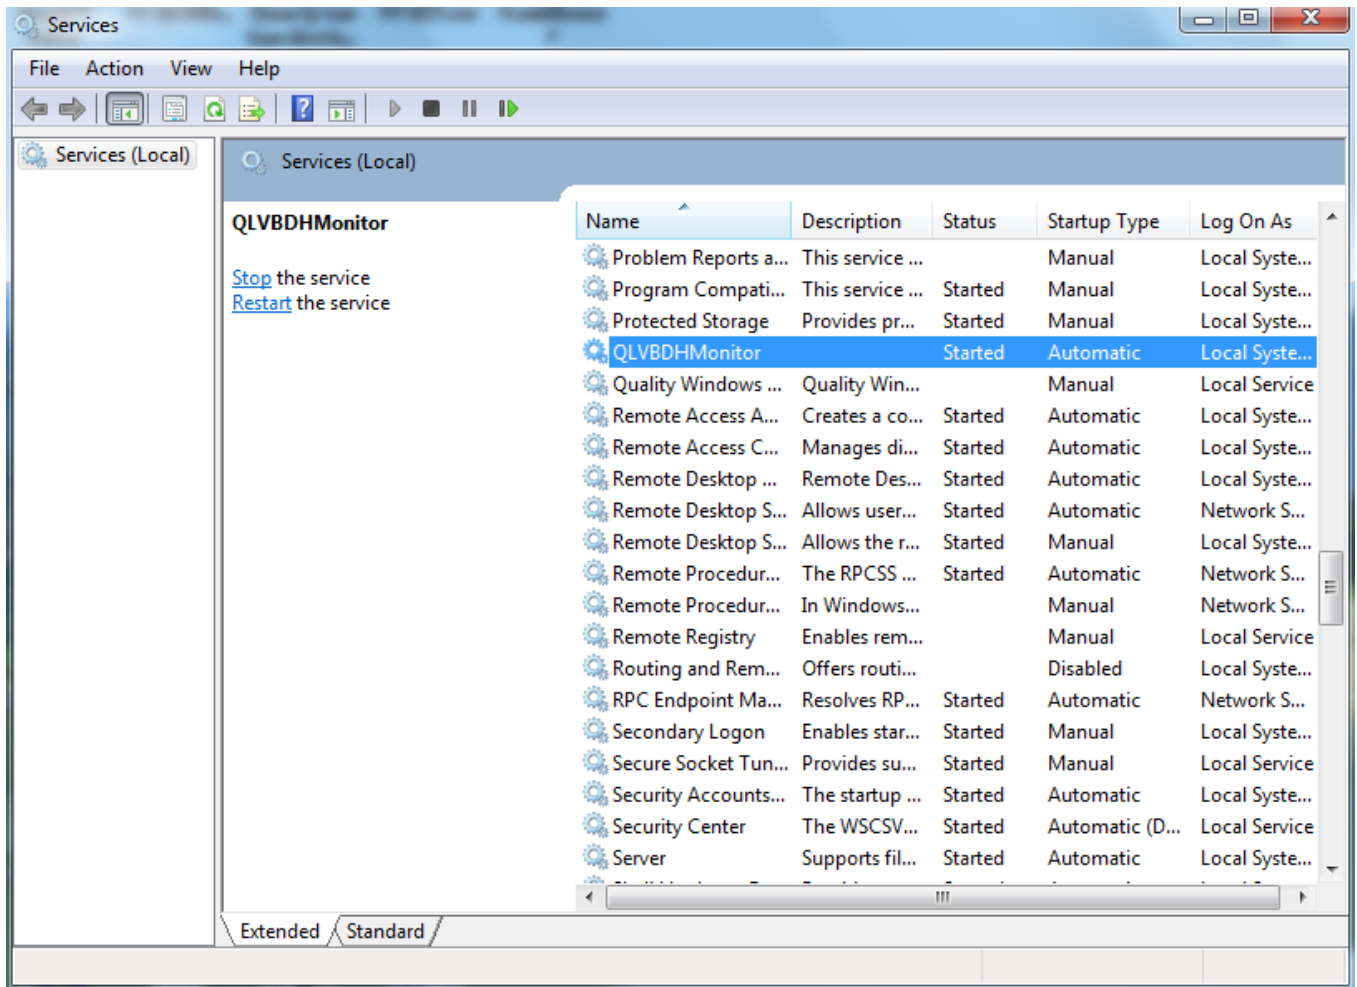 Services
File Action View Help
Services (Local)
Services (Local)
QLVBDHMonitor
Stop the service
Restart the service
Name Description Status Startup Type Log On As
Problem Reports a... This service ... Manual Local Syste...
Program Compati... This service ... Started Manual Local Syste...
Protected Storage Provides pr... Started Manual Local Syste...
QLVBDHMonitor Started Automatic Local Syste...
Quality Windows ... Quality Win... Manual Local Service
Remote Access A... Creates a co... Started Automatic Local Syste...
Remote Access C... Manages di... Started Automatic Local Syste...
Remote Desktop ... Remote Des... Started Automatic Local Syste...
Remote Desktop S... Allows user... Started Automatic Network S...
Remote Desktop S... Allows the r... Started Manual Local Syste...
Remote Procedur... The RPCSS ... Started Automatic Network S...
Remote Procedur... In Windows... Manual Network S...
Remote Registry Enables rem... Manual Local Service
Routing and Rem... Offers routi... Disabled Local Syste...
RPC Endpoint Ma... Resolves RP... Started Automatic Network S...
Secondary Logon Enables star... Started Manual Local Syste...
Secure Socket Tun... Provides su... Started Manual Local Service
Security Accounts... The startup ... Started Automatic Local Syste...
Security Center The WSCSV... Started Automatic (D... Local Service
Server Supports fil... Started Automatic Local Syste...
Extended Standard